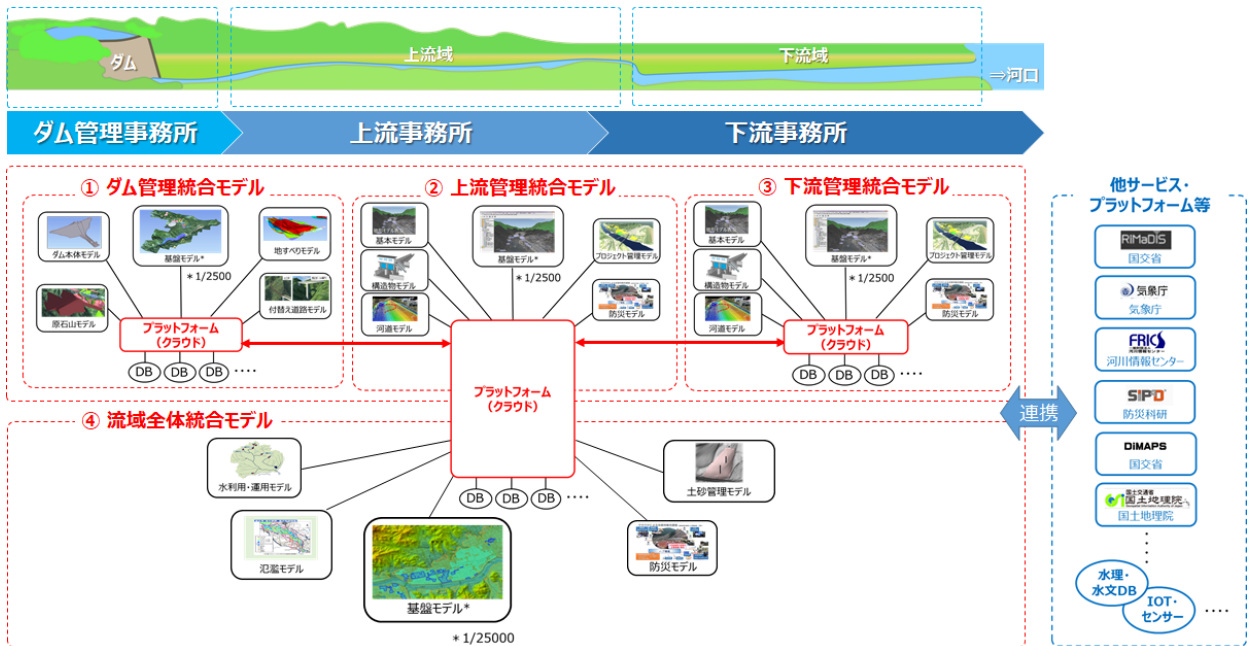 ダム
上流域
下流域
⇒河口
ダム管理事務所
上流事務所
下流事務所
① ダム管理統合モデル
ダム本体モデル
基盤モデル*
地すべりモデル
＊1/2500
原石山モデル
付替え道路モデル
プラットフォーム
(クラウド)
DB
DB
DB
････
② 上流管理統合モデル
基本モデル
基盤モデル*
プロジェクト管理モデル
＊1/2500
構造物モデル
防災モデル
河道モデル
プラットフォーム
(クラウド)
DB
DB
DB
････
③ 下流管理統合モデル
基本モデル
基盤モデル*
プロジェクト管理モデル
＊1/2500
構造物モデル
防災モデル
河道モデル
プラットフォーム
(クラウド)
DB
DB
DB
････
④ 流域全体統合モデル
水利用・運用モデル
氾濫モデル
基盤モデル*
＊1/25000
土砂管理モデル
防災モデル
連携
他サービス・
プラットフォーム等
RiMaDIS
国交省
気象庁
気象庁
FRICS
河川情報センター
SIP4D
防災科研
DiMAPS
国交省
国土交通省
国土地理院
国土地理院
水理・
水文DB
IOT・
センサー
････